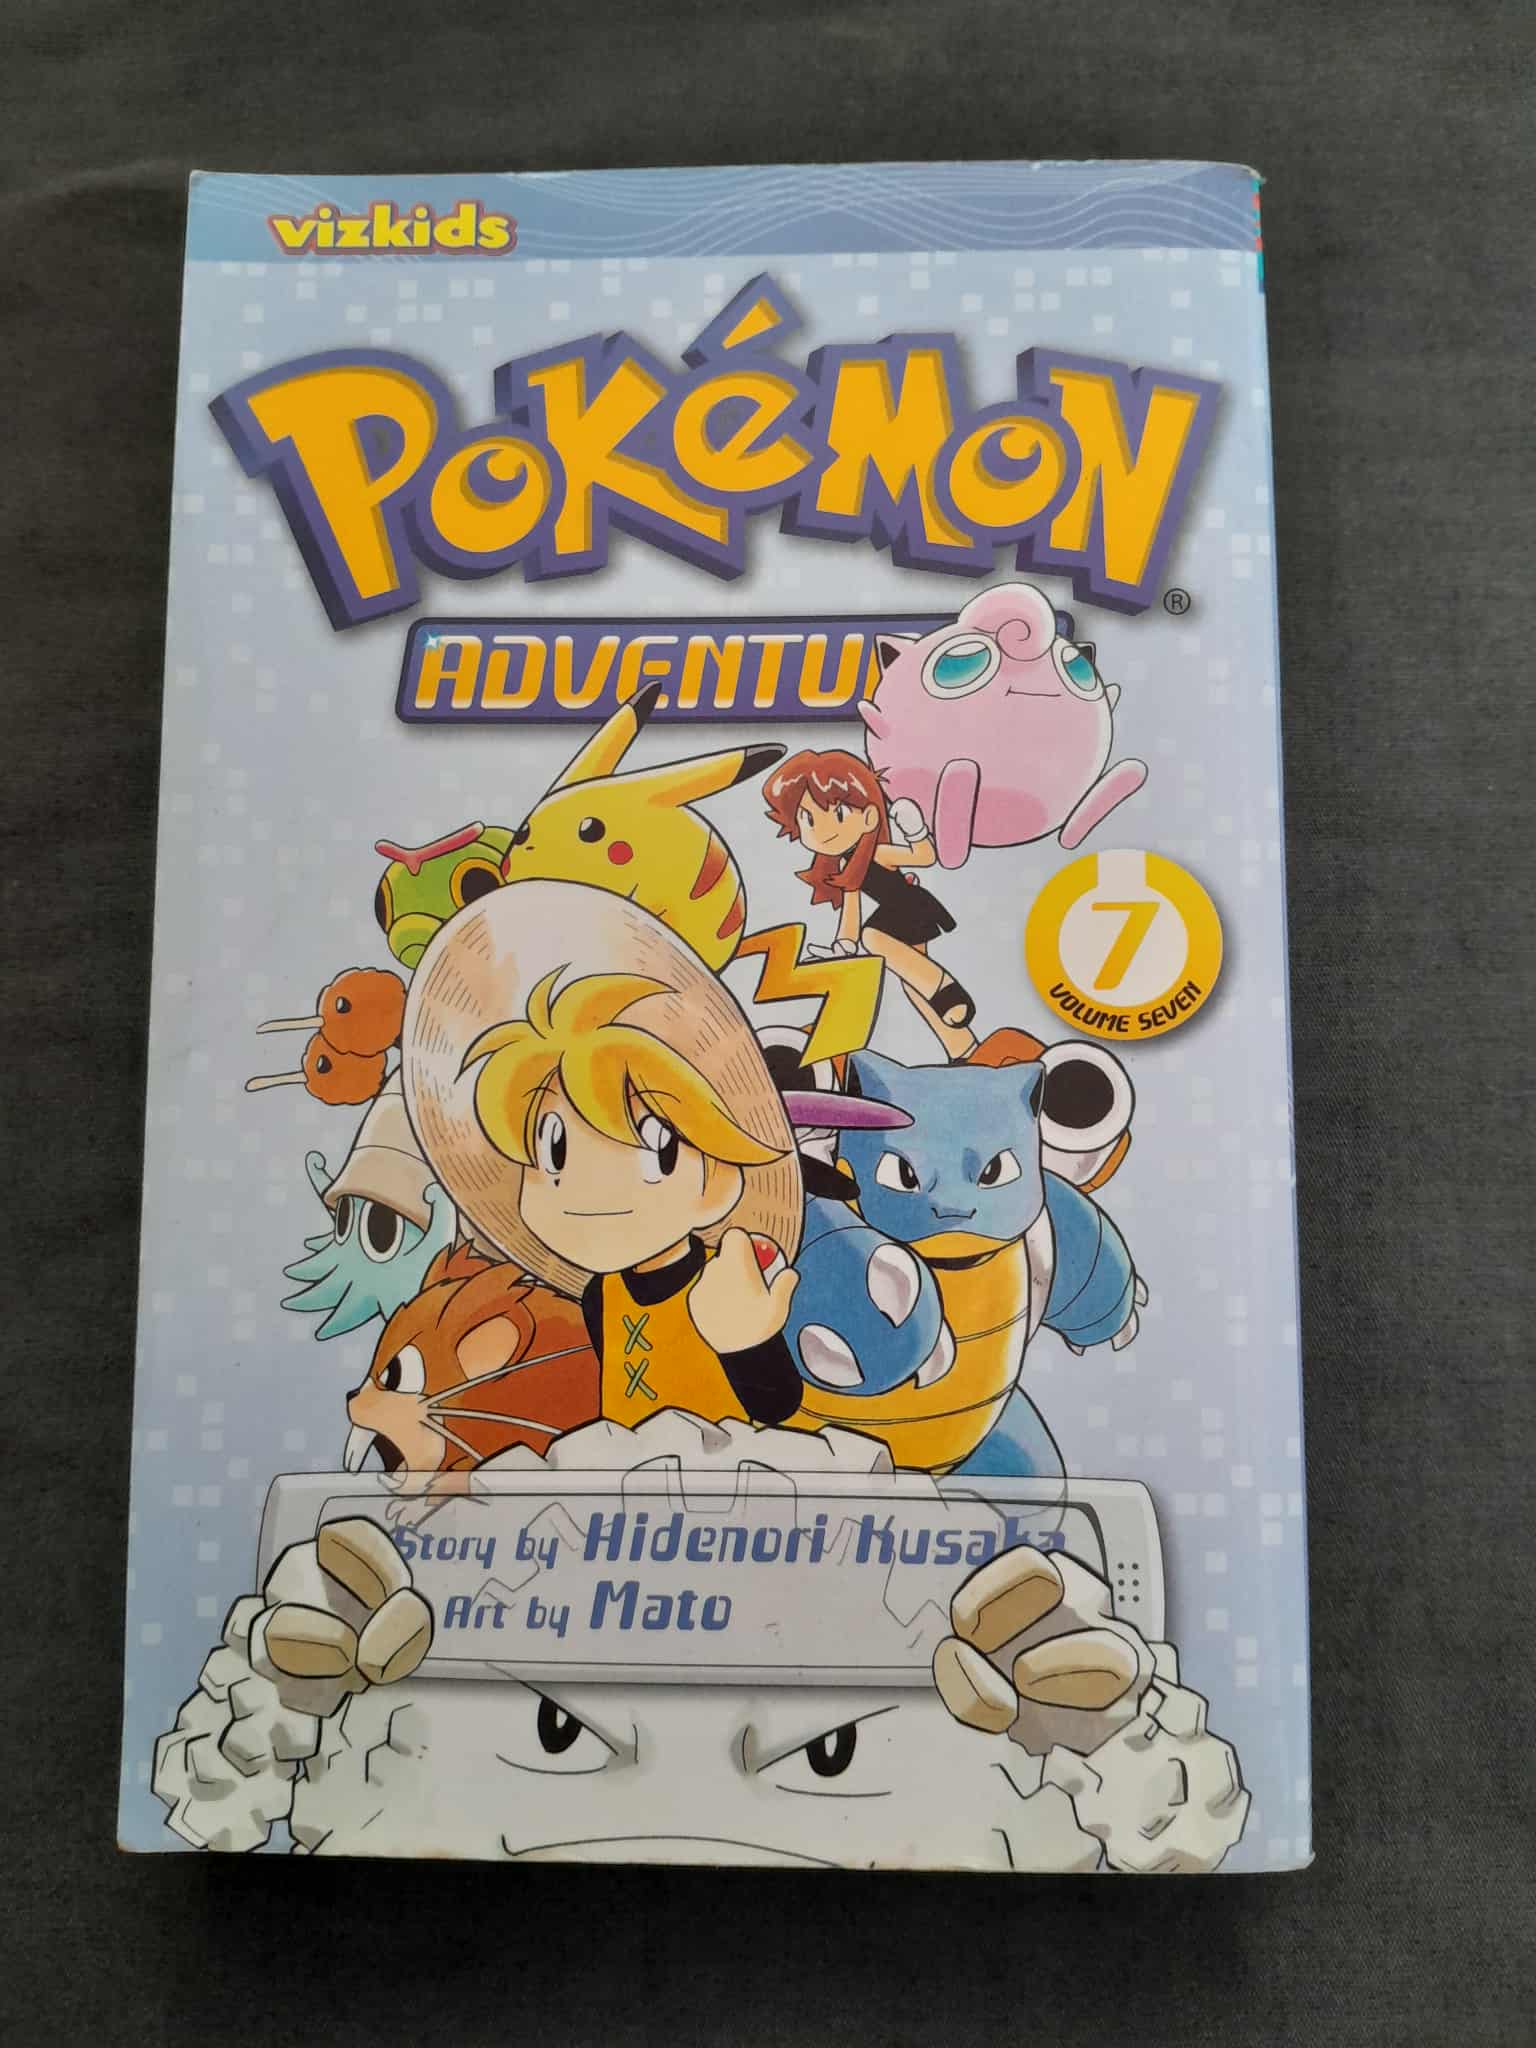 vizkids
POKéMON
®
ADVENTU
7
VOLUME SEVEN
Story by Hidenori Kusaka
Art by Mato